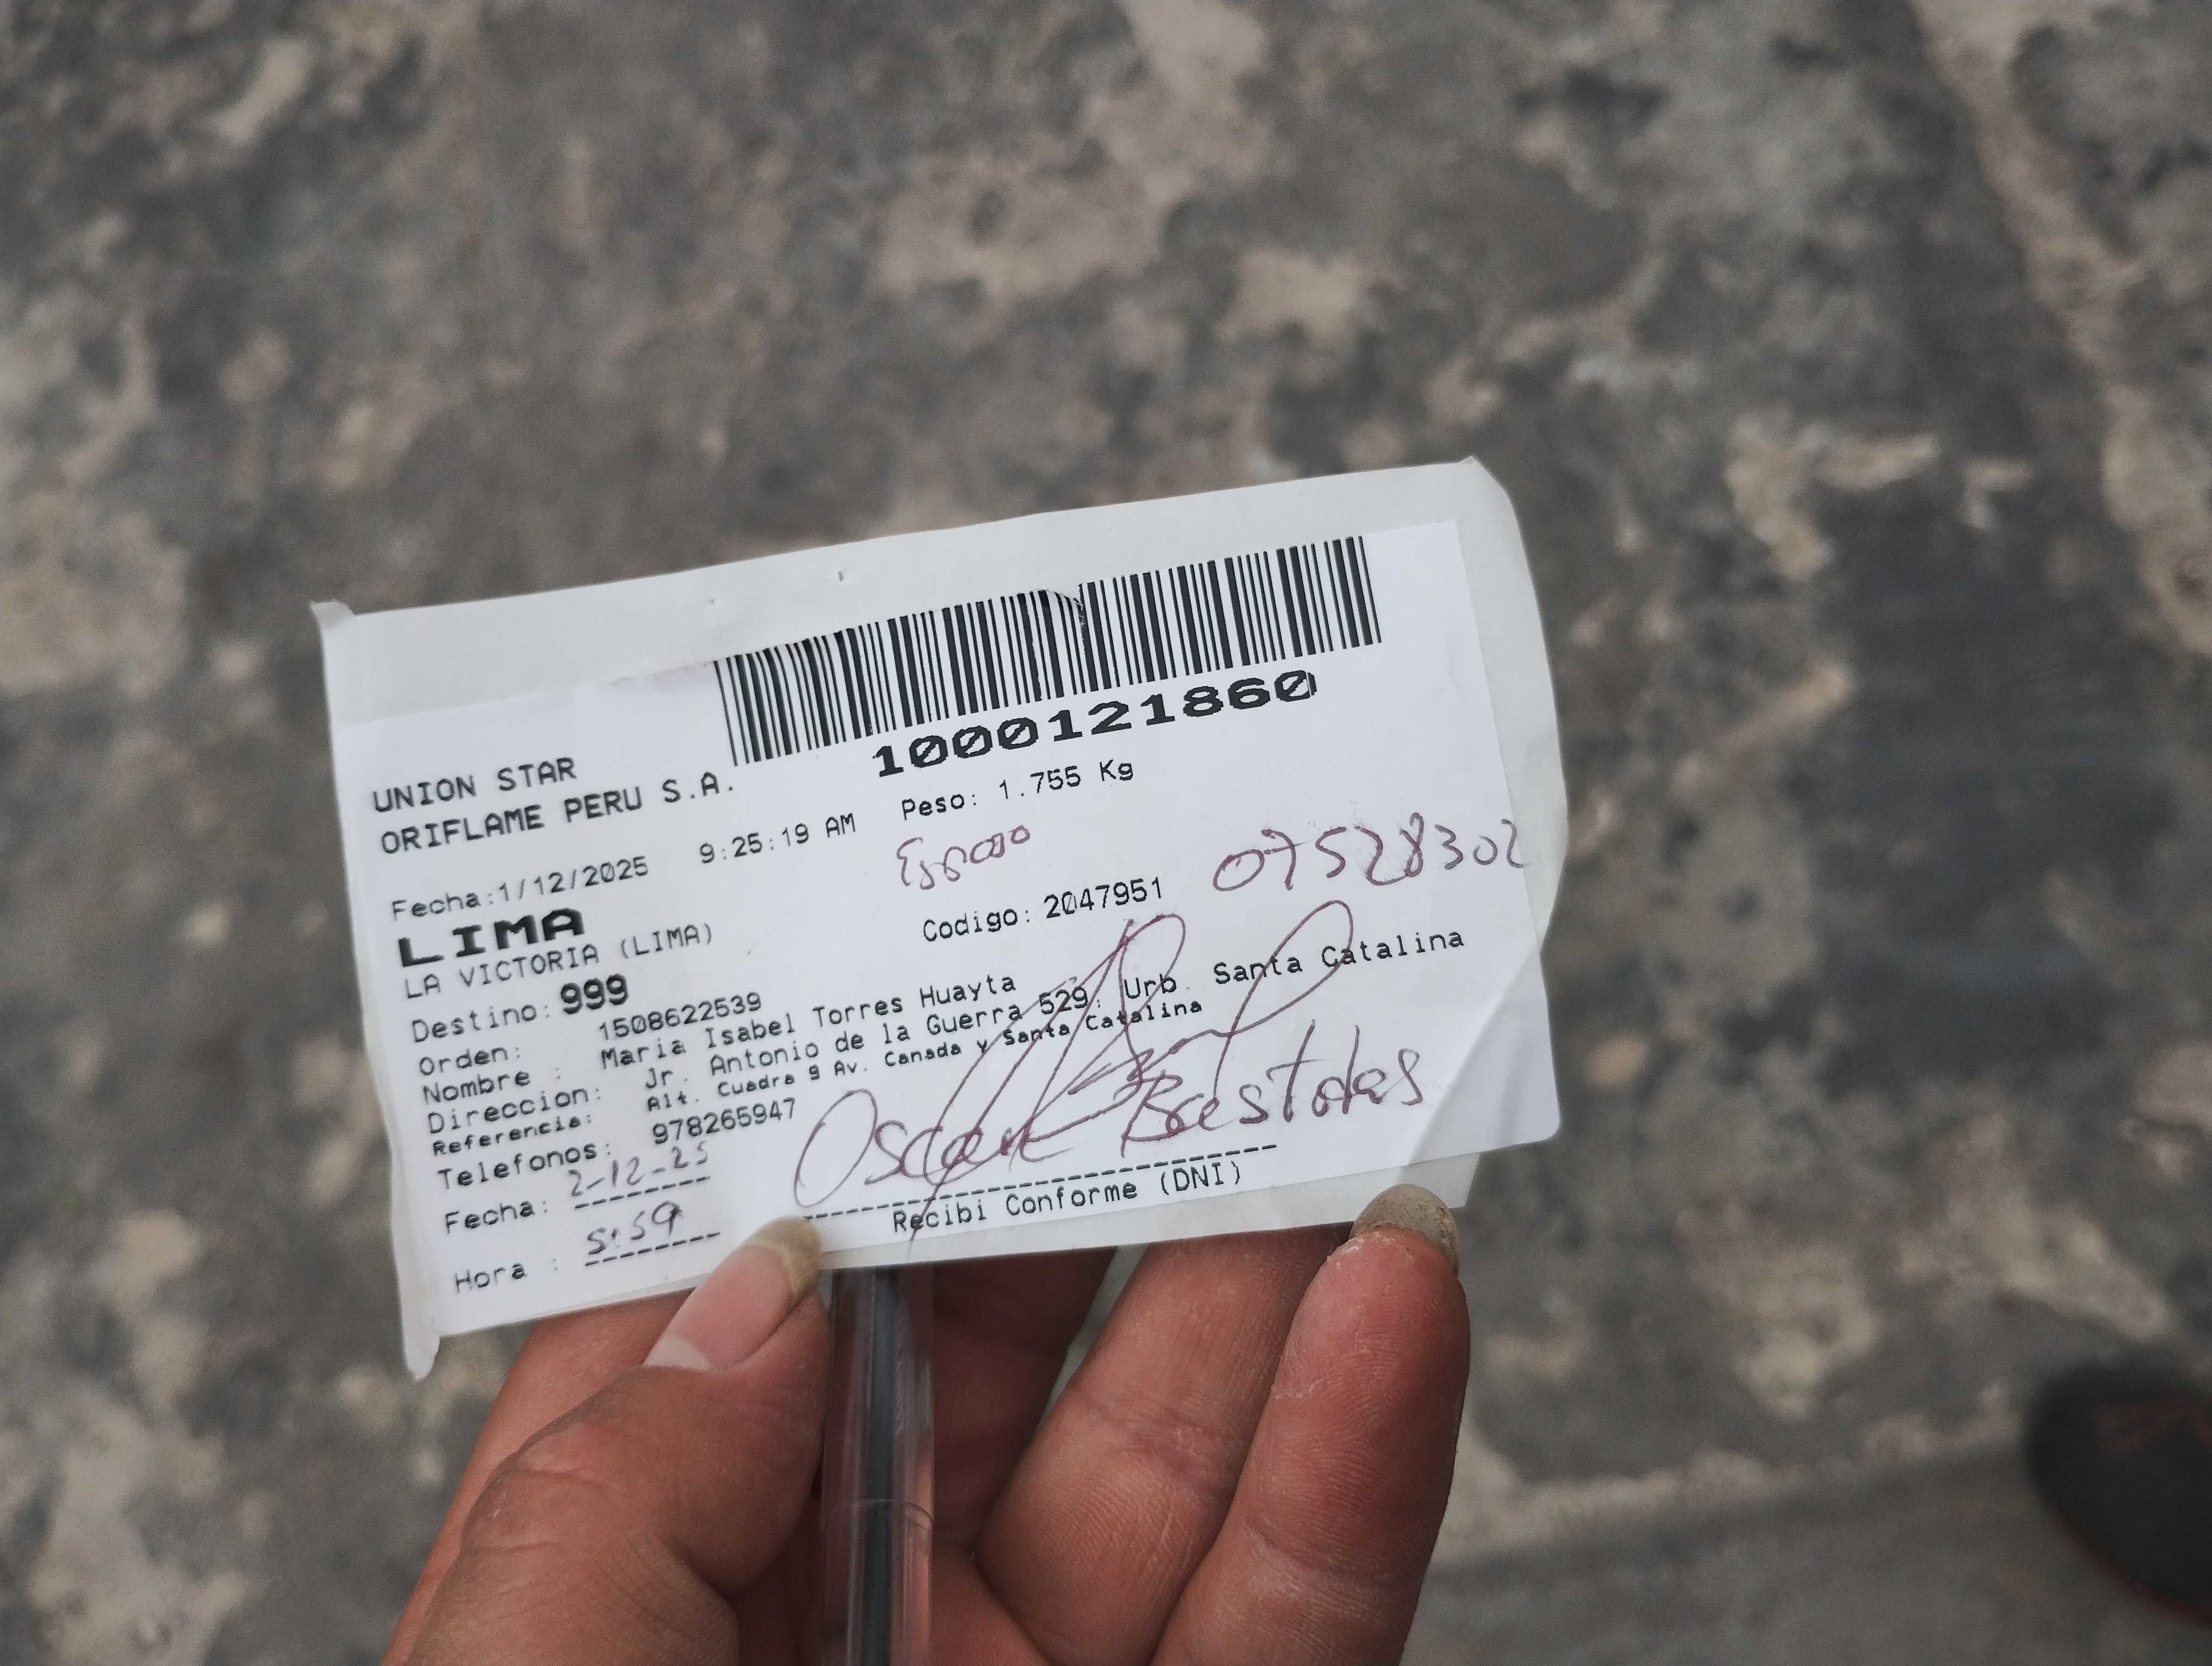 1000121860
UNION STAR
ORIFLAME PERU S.A.
Fecha:1/12/2025 9:25:19 AM Peso: 1.755 Kg
Esposo
LIMA
07528302
LA VICTORIA (LIMA) Codigo: 2047951
Destino: 999
Orden: 1508622539
Nombre : Maria Isabel Torres Huayta
Direccion: Jr. Antonio de la Guerra 529, Urb. Santa Catalina
Referencia: Alt. Cuadra 9 Av. Canada y Santa Catalina
Telefonos: 978265947
Fecha: 2-12-25
Oscar
Hora : 5:59
Recibi Conforme (DNI)